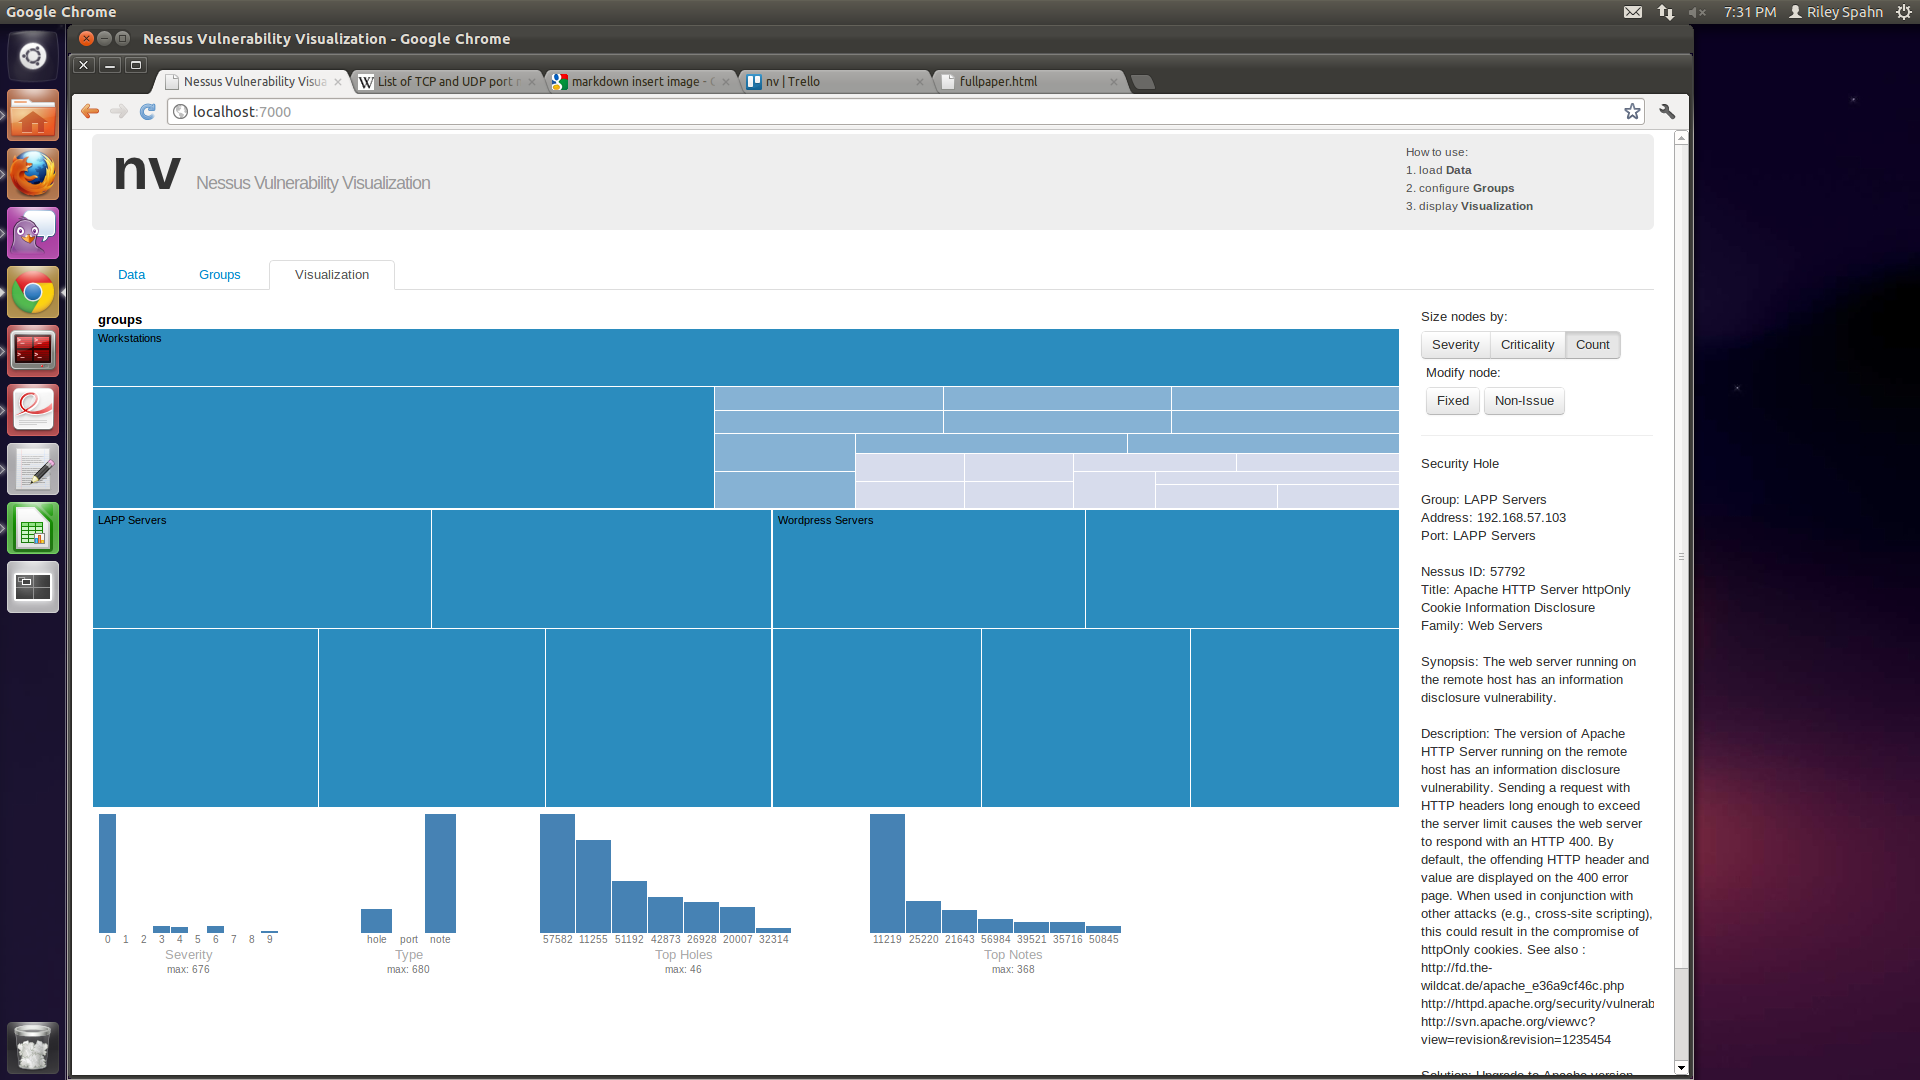 Google Chrome
7:31 PM Riley Spahn
Nessus Vulnerability Visualization - Google Chrome
Nessus Vulnerability Visua
List of TCP and UDP port
markdown insert image -
nv | Trello
fullpaper.html
localhost:7000
nv Nessus Vulnerability Visualization
How to use:
1. load Data
2. configure Groups
3. display Visualization
Data
Groups
Visualization
groups
Workstations
LAPP Servers
Wordpress Servers
0 1 2 3 4 5 6 7 8 9
Severity
max: 676
hole port note
Type
max: 680
57582 11255 51192 42873 26928 20007 32314
Top Holes
max: 46
11219 25220 21643 56984 39521 35716 50845
Top Notes
max: 368
Size nodes by:
Severity Criticality Count
Modify node:
Fixed Non-Issue
Security Hole
Group: LAPP Servers
Address: 192.168.57.103
Port: LAPP Servers
Nessus ID: 57792
Title: Apache HTTP Server httpOnly
Cookie Information Disclosure
Family: Web Servers
Synopsis: The web server running on
the remote host has an information
disclosure vulnerability.
Description: The version of Apache
HTTP Server running on the remote
host has an information disclosure
vulnerability. Sending a request with
HTTP headers long enough to exceed
the server limit causes the web server
to respond with an HTTP 400. By
default, the offending HTTP header and
value are displayed on the 400 error
page. When used in conjunction with
other attacks (e.g., cross-site scripting),
this could result in the compromise of
httpOnly cookies. See also :
http://fd.the-
wildcat.de/apache_e36a9cf46c.php
http://httpd.apache.org/security/vulnerab
http://svn.apache.org/viewvc?
view=revision&revision=1235454
Solution: Upgrade to Apache version